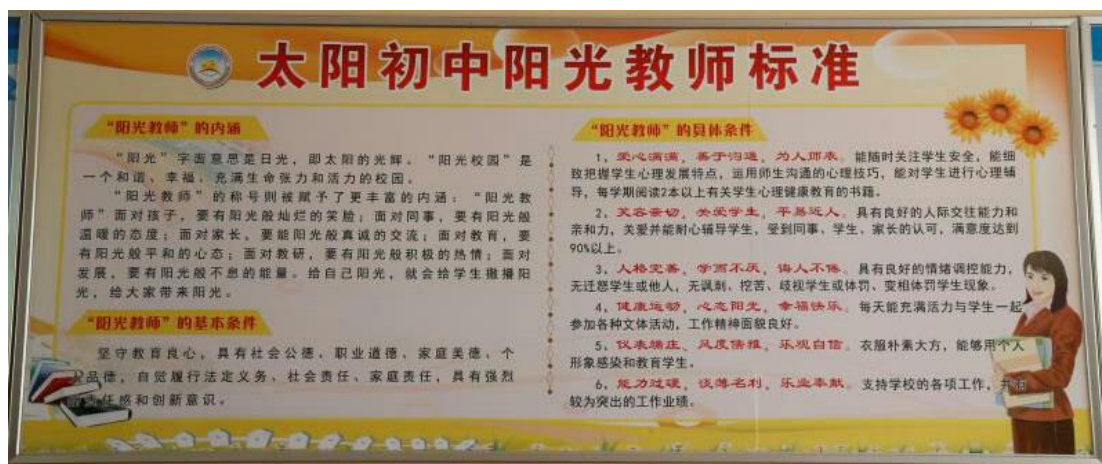 太阳初中阳光教师标准
“阳光教师”的内涵
“阳光”字面意思是日光，即太阳的光辉。“阳光校园”是
一个和谐、幸福、充满生命张力和活力的校园。
“阳光教师”的称号则被赋予了更丰富的内涵：“阳光教
师”面对孩子，要有阳光般灿烂的笑脸；面对同事，要有阳光般
温暖的态度；面对家长，要能阳光般真诚的交流；面对教育，要
有阳光般平和的心态；面对教研，要有阳光般积极的热情；面对
发展，要有阳光般不息的能量。给自己阳光，就会给学生撒播阳
光，给大家带来阳光。
“阳光教师”的基本条件
坚守教育良心，具有社会公德、职业道德、家庭美德、个
品德，自觉履行法定义务、社会责任、家庭责任，具有强烈
责任感和创新意识。
“阳光教师”的具体条件
1、爱心满满，善于沟通，为人师表。能随时关注学生安全，能细
致把握学生心理发展特点，运用师生沟通的心理技巧，能对学生进行心理辅
导，每学期阅读2本以上有关学生心理健康教育的书籍。
2、笑容亲切，关爱学生，平易近人。具有良好的人际交往能力和
亲和力，关爱并能耐心辅导学生，受到同事、学生、家长的认可，满意度达到
90%以上。
3、人格完善，学而不厌，诲人不倦。具有良好的情绪调控能力，
无迁怒学生或他人，无讽刺、挖苦、歧视学生或体罚、变相体罚学生现象。
4、健康运动，心态阳光，幸福快乐。每天能充满活力与学生一起
参加各种文体活动，工作精神面貌良好。
5、仪表端庄，风度儒雅，乐观自信。衣服朴素大方，能够用个人
形象感染和教育学生。
6、能力过硬，淡薄名利，乐业奉献。支持学校的各项工作，并有
较为突出的工作业绩。